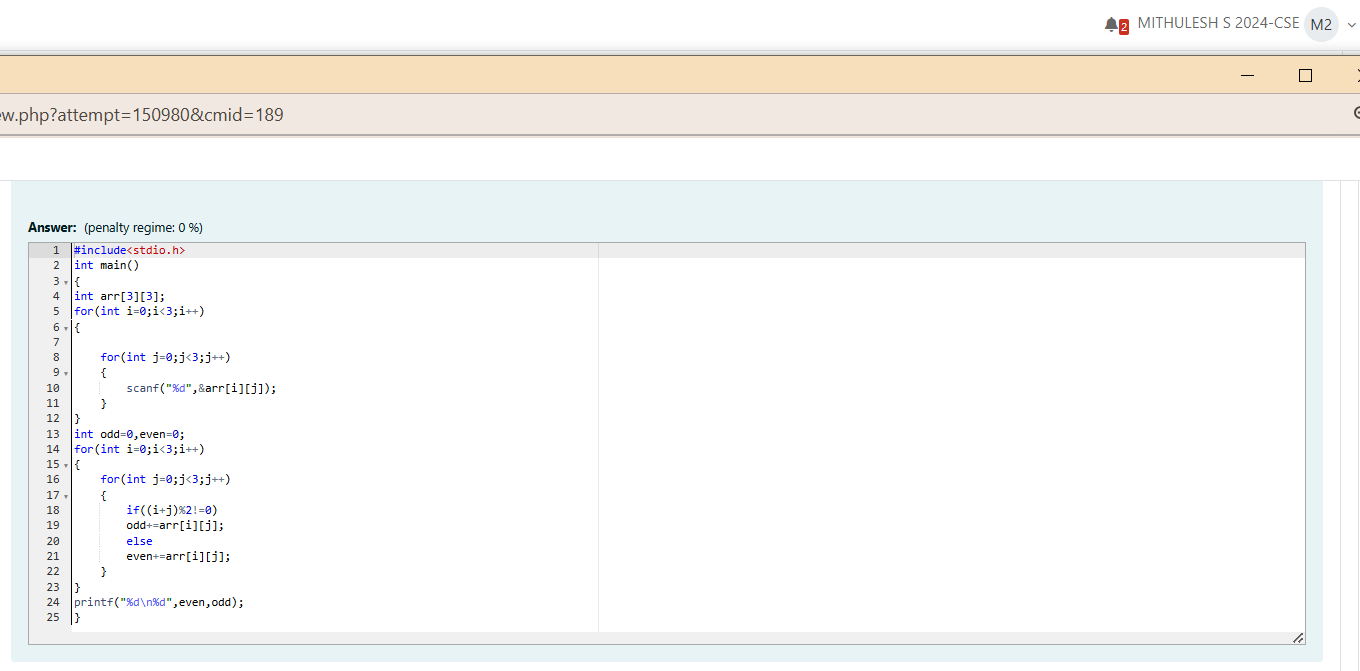 2 MITHULESH S 2024-CSE M2
ew.php?attempt=150980&cmid=189
Answer: (penalty regime: 0 %)
1 #include<stdio.h>
2 int main()
3 {
4 int arr[3][3];
5 for(int i=0;i<3;i++)
6 {
7
8     for(int j=0;j<3;j++)
9     {
10         scanf("%d",&arr[i][j]);
11     }
12 }
13 int odd=0,even=0;
14 for(int i=0;i<3;i++)
15 {
16     for(int j=0;j<3;j++)
17     {
18         if((i+j)%2!=0)
19         odd+=arr[i][j];
20         else
21         even+=arr[i][j];
22     }
23 }
24 printf("%d\n%d",even,odd);
25 }